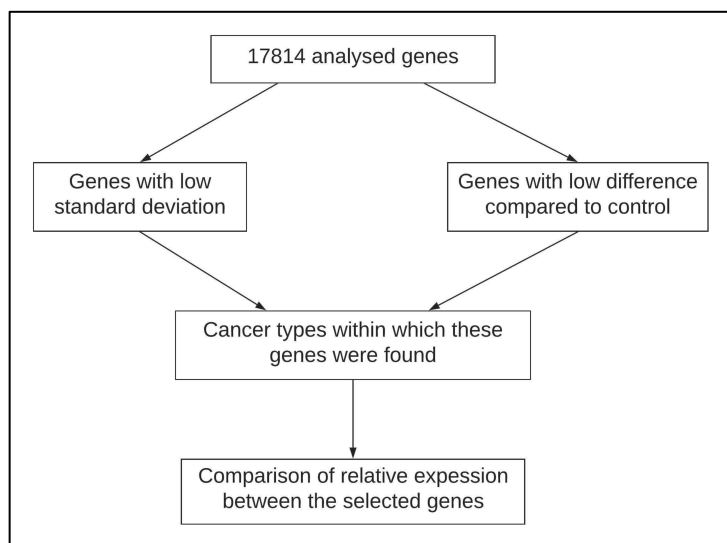 17814 analysed genes
Genes with low
standard deviation
Genes with low difference
compared to control
Cancer types within which these
genes were found
Comparison of relative expession
between the selected genes